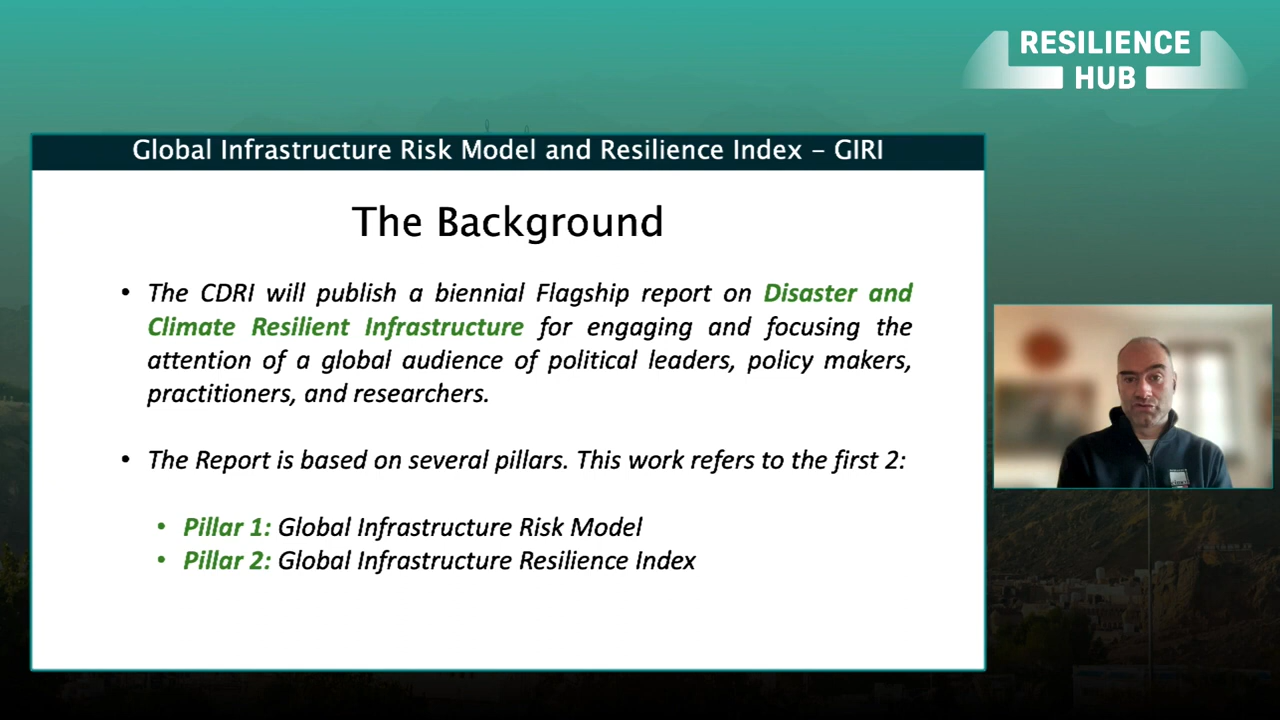 RESILIENCE
HUB
Global Infrastructure Risk Model and Resilience Index – GIRI
The Background
• The CDRI will publish a biennial Flagship report on Disaster and
Climate Resilient Infrastructure for engaging and focusing the
attention of a global audience of political leaders, policy makers,
practitioners, and researchers.
• The Report is based on several pillars. This work refers to the first 2:
• Pillar 1: Global Infrastructure Risk Model
• Pillar 2: Global Infrastructure Resilience Index